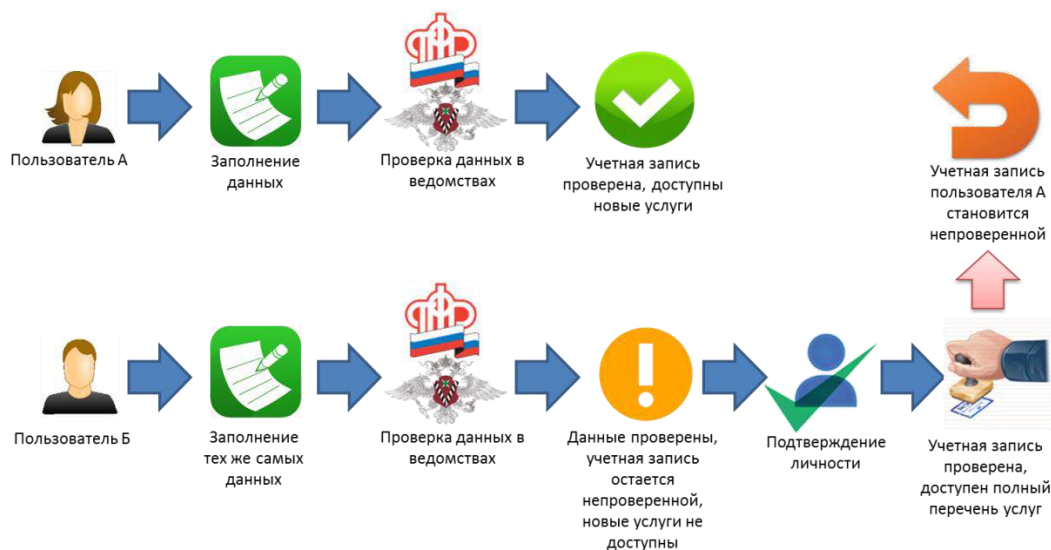 Пользователь А
Заполнение
данных
Проверка данных в
ведомствах
Учетная запись
проверена, доступны
новые услуги
Учетная запись
пользователя А
становится
непроверенной
Пользователь Б
Заполнение
тех же самых
данных
Проверка данных в
ведомствах
Данные проверены,
учетная запись
остается
непроверенной,
новые услуги не
доступны
Подтверждение
личности
Учетная запись
проверена,
доступен полный
перечень услуг